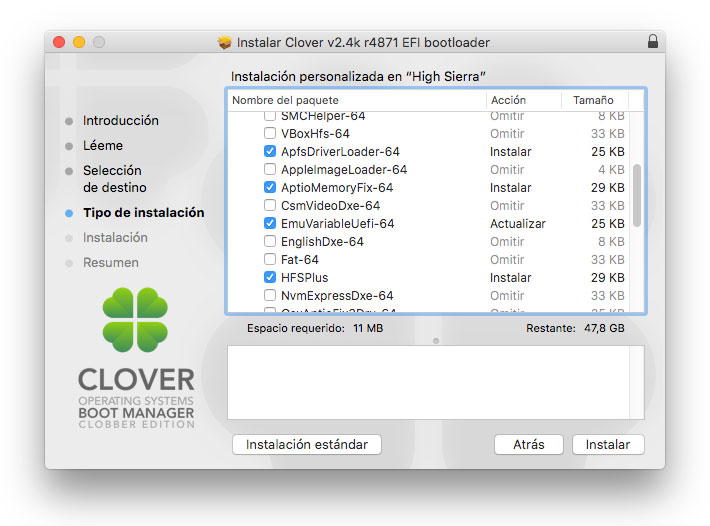 Instalar Clover v2.4k r4871 EFI bootloader
Instalación personalizada en “High Sierra”
Nombre del paquete Acción Tamaño
SMCHelper-64 Omitir 8 KB
VBoxHfs-64 Omitir 33 KB
ApfsDriverLoader-64 Instalar 25 KB
AppleImageLoader-64 Omitir 4 KB
AptioMemoryFix-64 Instalar 29 KB
CsmVideoDxe-64 Omitir 33 KB
EmuVariableUefi-64 Actualizar 25 KB
EnglishDxe-64 Omitir 8 KB
Fat-64 Omitir 33 KB
HFSPlus Instalar 29 KB
NvmExpressDxe-64 Omitir 33 KB
Introducción
Léeme
Selección
de destino
Tipo de instalación
Instalación
Resumen
CLOVER
OPERATING SYSTEMS
BOOT MANAGER
CLOBBER EDITION
Espacio requerido: 11 MB Restante: 47,8 GB
Instalación estándar Atrás Instalar